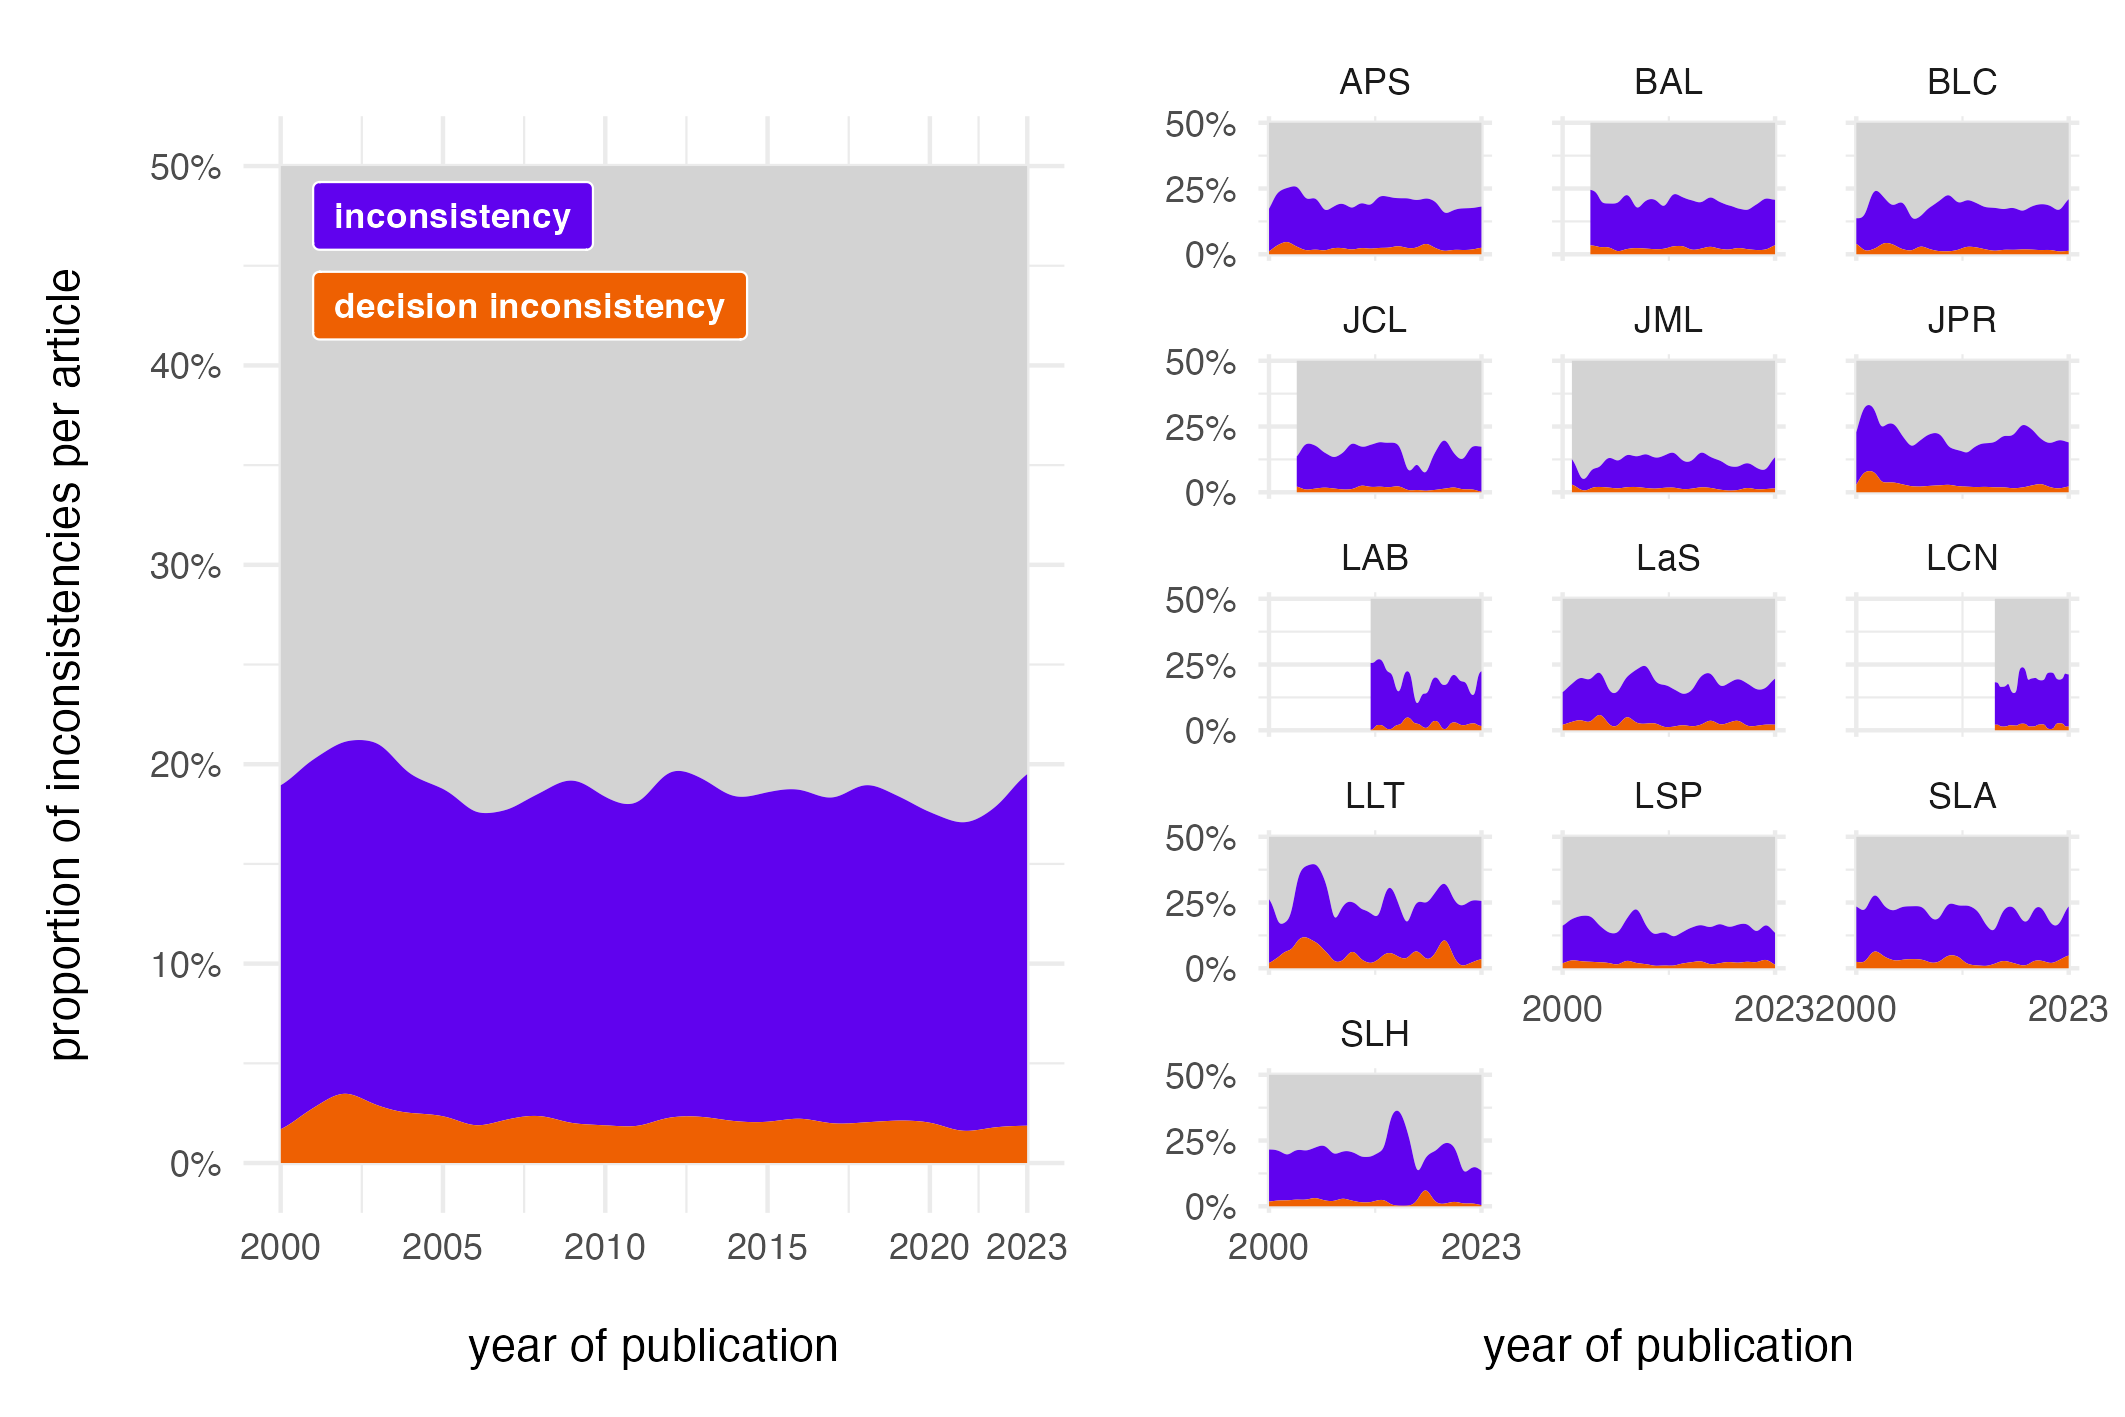 proportion of inconsistencies per article
50%
40%
30%
20%
10%
0%
inconsistency
decision inconsistency
2000 2005 2010 2015 2020 2023
year of publication
APS BAL BLC
50%
25%
0%
JCL JML JPR
50%
25%
0%
LAB LaS LCN
50%
25%
0%
LLT LSP SLA
50%
25%
0%
2000 2023 2000 2023
SLH
50%
25%
0%
2000 2023
year of publication